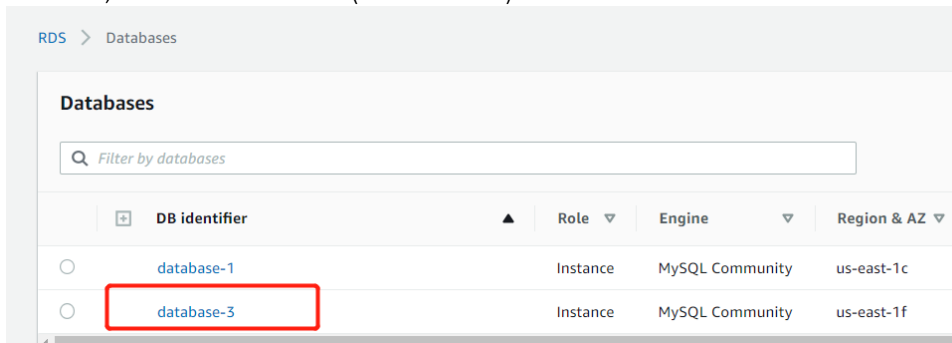 RDS > Databases
Databases
Filter by databases
DB identifier Role Engine Region & AZ
database-1 Instance MySQL Community us-east-1c
database-3 Instance MySQL Community us-east-1f